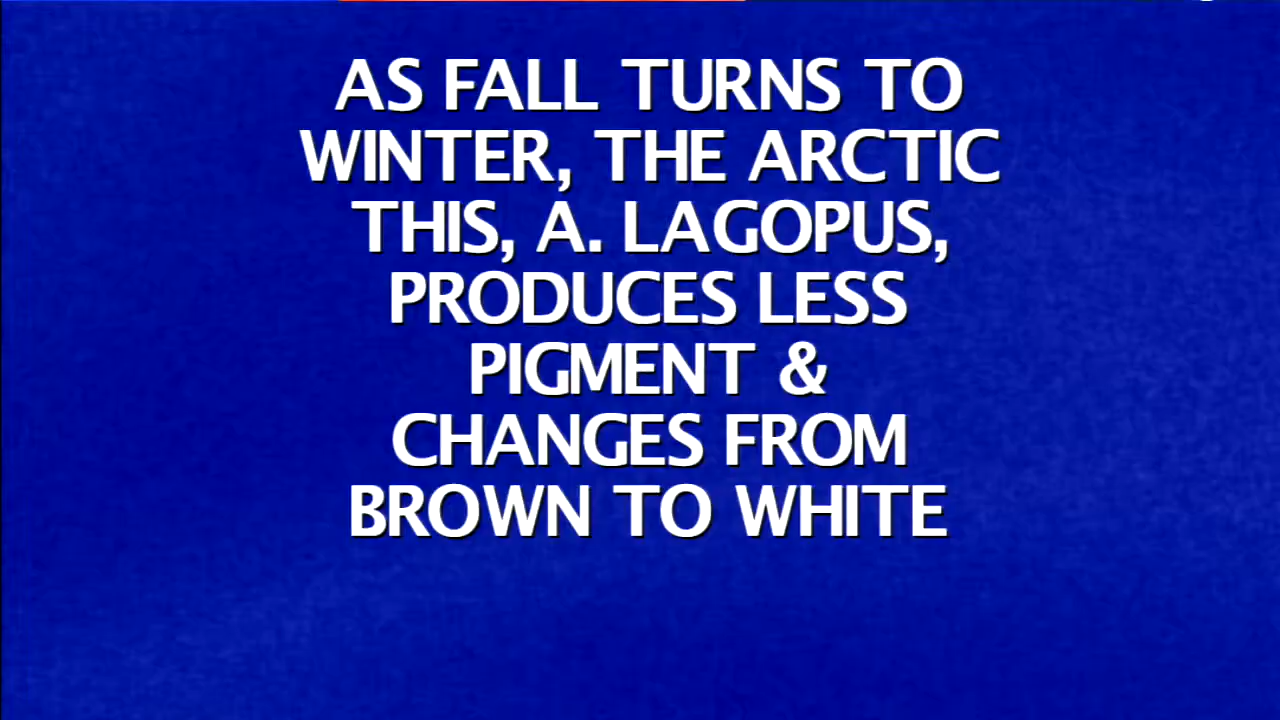 AS FALL TURNS TO
WINTER, THE ARCTIC
THIS, A. LAGOPUS,
PRODUCES LESS
PIGMENT &
CHANGES FROM
BROWN TO WHITE